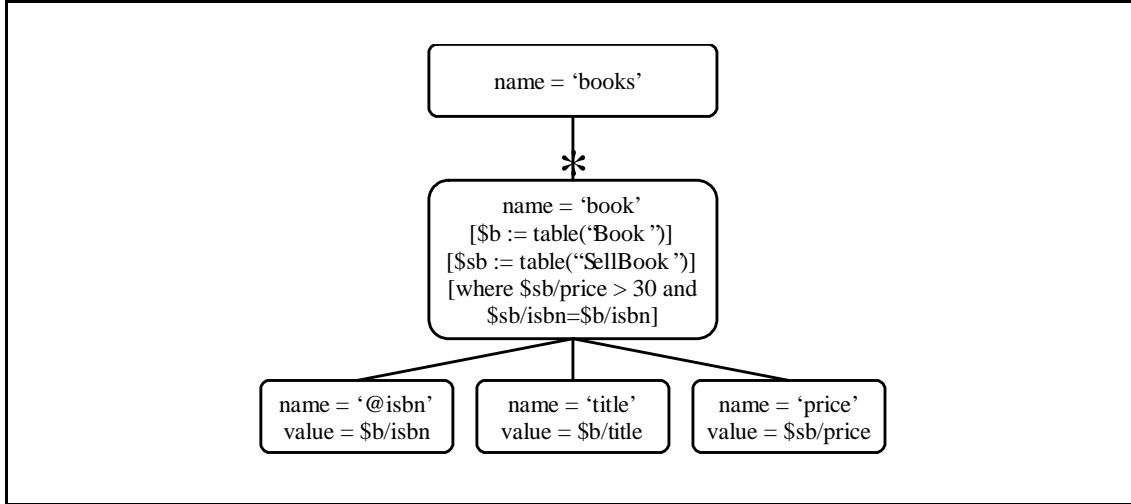 name = ‘books’
*
name = ‘book’
[$b := table(“Book”)]
[$sb := table(“SellBook”)]
[where $sb/price > 30 and
$sb/isbn=$b/isbn]
name = ‘@isbn’
value = $b/isbn
name = ‘title’
value = $b/title
name = ‘price’
value = $sb/price